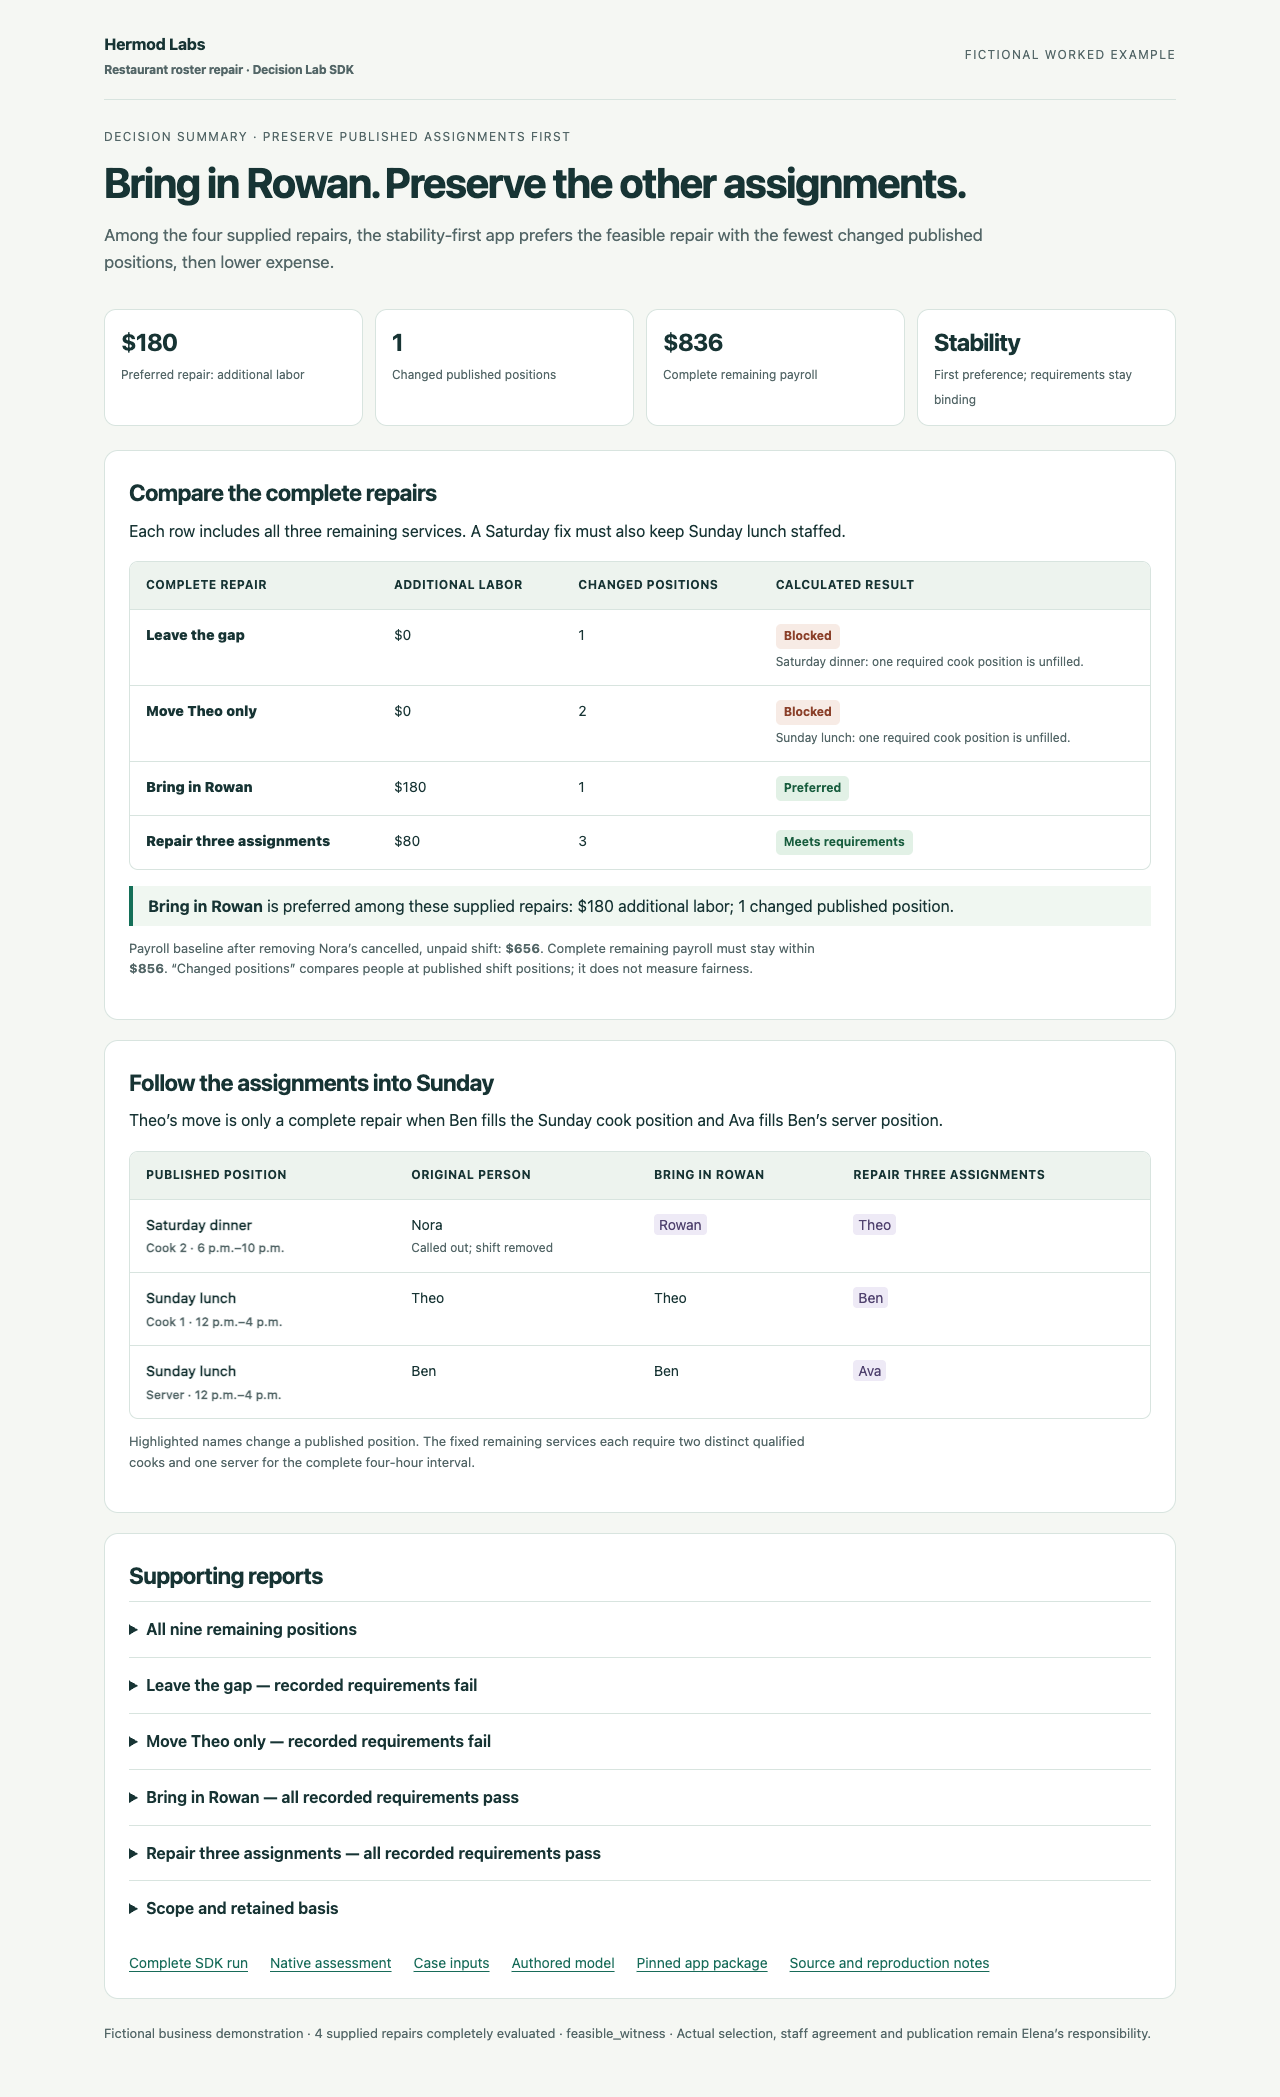 Hermod Labs
Restaurant roster repair · Decision Lab SDK
FICTIONAL WORKED EXAMPLE
DECISION SUMMARY · PRESERVE PUBLISHED ASSIGNMENTS FIRST
Bring in Rowan. Preserve the other assignments.
Among the four supplied repairs, the stability-first app prefers the feasible repair with the fewest changed published
positions, then lower expense.
$180
Preferred repair: additional labor
1
Changed published positions
$836
Complete remaining payroll
Stability
First preference; requirements stay
binding
Compare the complete repairs
Each row includes all three remaining services. A Saturday fix must also keep Sunday lunch staffed.
COMPLETE REPAIR ADDITIONAL LABOR CHANGED POSITIONS CALCULATED RESULT
Leave the gap $0 1 Blocked
Saturday dinner: one required cook position is unfilled.
Move Theo only $0 2 Blocked
Sunday lunch: one required cook position is unfilled.
Bring in Rowan $180 1 Preferred
Repair three assignments $80 3 Meets requirements
Bring in Rowan is preferred among these supplied repairs: $180 additional labor; 1 changed published position.
Payroll baseline after removing Nora’s cancelled, unpaid shift: $656. Complete remaining payroll must stay within
$856. “Changed positions” compares people at published shift positions; it does not measure fairness.
Follow the assignments into Sunday
Theo’s move is only a complete repair when Ben fills the Sunday cook position and Ava fills Ben’s server position.
PUBLISHED POSITION ORIGINAL PERSON BRING IN ROWAN REPAIR THREE ASSIGNMENTS
Saturday dinner Nora Rowan Theo
Cook 2 · 6 p.m.–10 p.m. Called out; shift removed
Sunday lunch Theo Theo Ben
Cook 1 · 12 p.m.–4 p.m.
Sunday lunch Ben Ben Ava
Server · 12 p.m.–4 p.m.
Highlighted names change a published position. The fixed remaining services each require two distinct qualified
cooks and one server for the complete four-hour interval.
Supporting reports
All nine remaining positions
Leave the gap — recorded requirements fail
Move Theo only — recorded requirements fail
Bring in Rowan — all recorded requirements pass
Repair three assignments — all recorded requirements pass
Scope and retained basis
Complete SDK run Native assessment Case inputs Authored model Pinned app package Source and reproduction notes
Fictional business demonstration · 4 supplied repairs completely evaluated · feasible_witness · Actual selection, staff agreement and publication remain Elena’s responsibility.